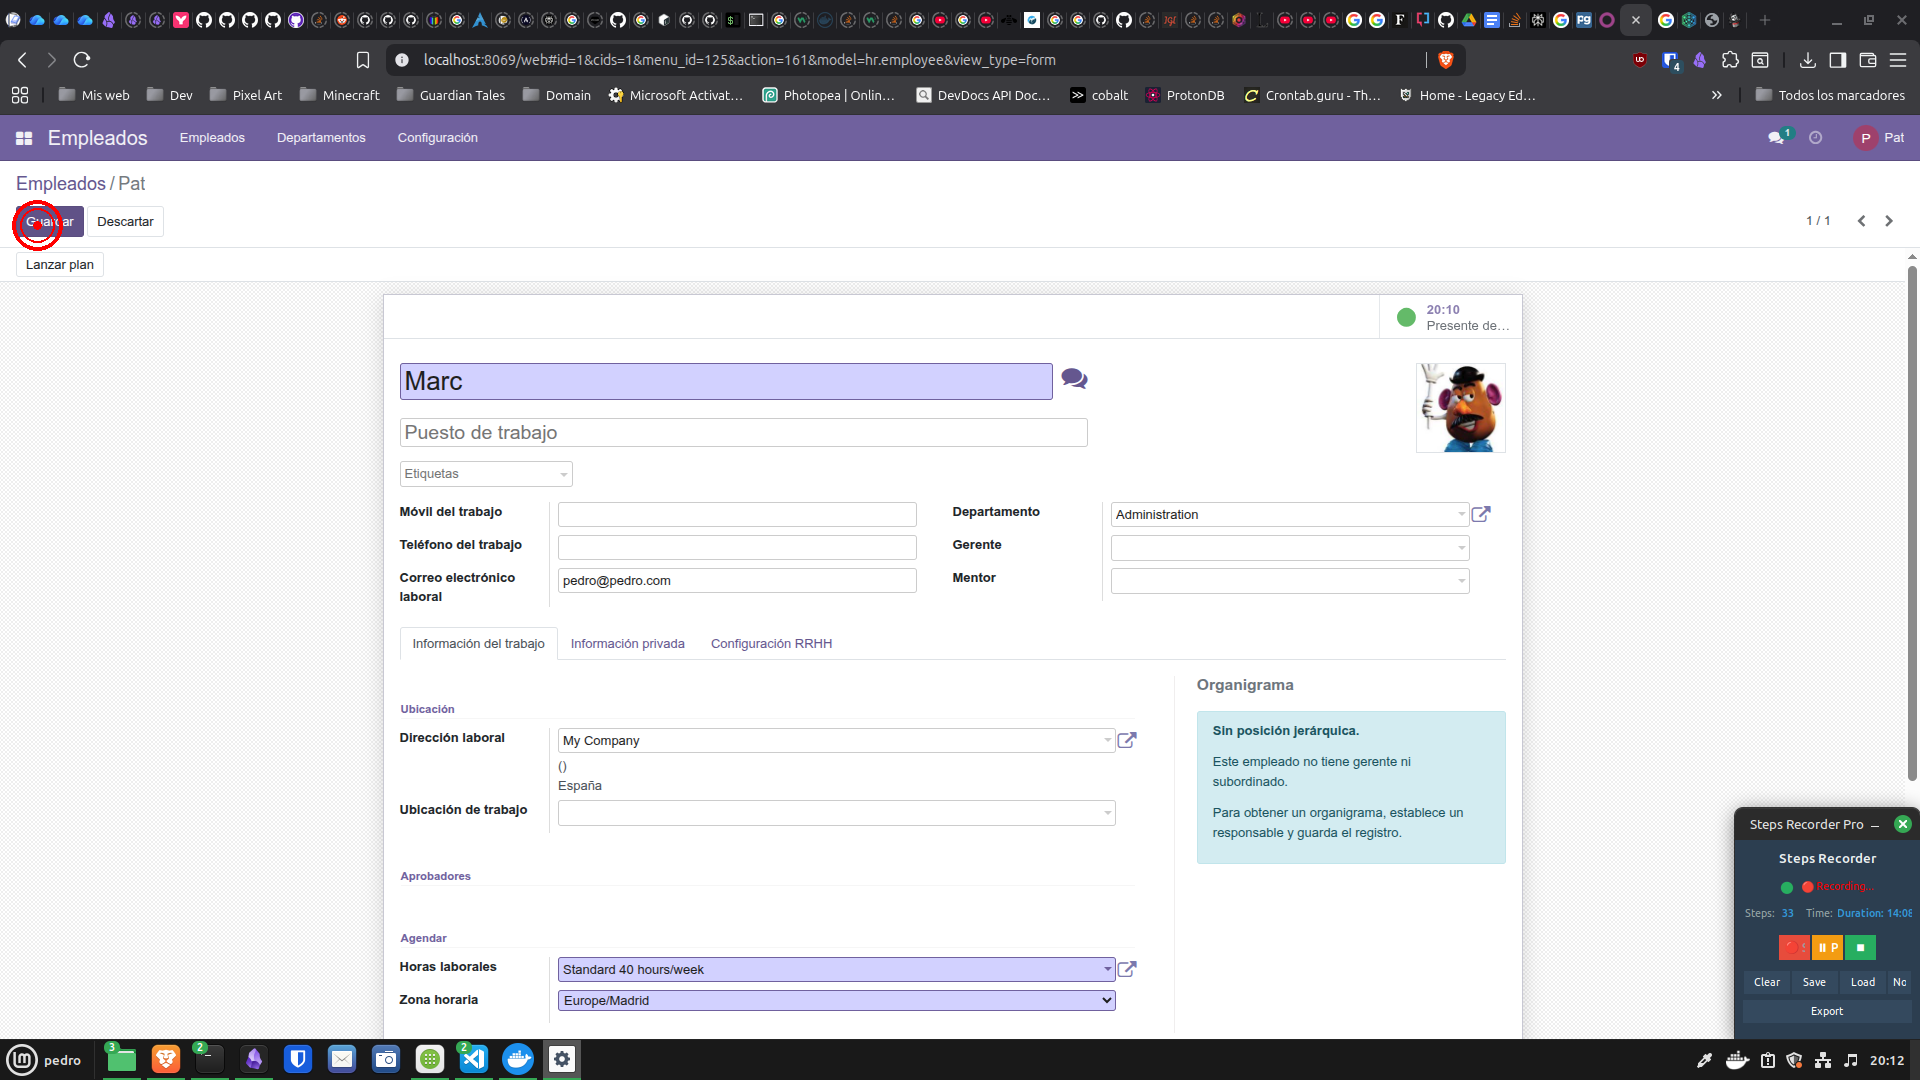 localhost:8069/web#id=1&cids=1&menu_id=125&action=161&model=hr.employee&view_type=form
4
Mis web
Dev
Pixel Art
Minecraft
Guardian Tales
Domain
Microsoft Activat...
Photopea | Onlin...
DevDocs API Doc...
cobalt
ProtonDB
Crontab.guru - Th...
Home - Legacy Ed...
Todos los marcadores
Empleados
Empleados
Departamentos
Configuración
1
P
Pat
Empleados / Pat
Guardar
Descartar
1 / 1
Lanzar plan
20:10
Presente de...
Marc
Puesto de trabajo
Etiquetas
Móvil del trabajo
Departamento
Administration
Teléfono del trabajo
Gerente
Correo electrónico laboral
pedro@pedro.com
Mentor
Información del trabajo
Información privada
Configuración RRHH
Organigrama
Sin posición jerárquica.
Este empleado no tiene gerente ni
subordinado.
Para obtener un organigrama, establece un
responsable y guarda el registro.
Ubicación
Dirección laboral
My Company
()
España
Ubicación de trabajo
Aprobadores
Agendar
Horas laborales
Standard 40 hours/week
Zona horaria
Europe/Madrid
Steps Recorder Pro
Steps Recorder
Recording...
Steps: 33 Time: Duration: 14:08
P
Clear
Save
Load
No
Export
pedro
3
2
2
20:12